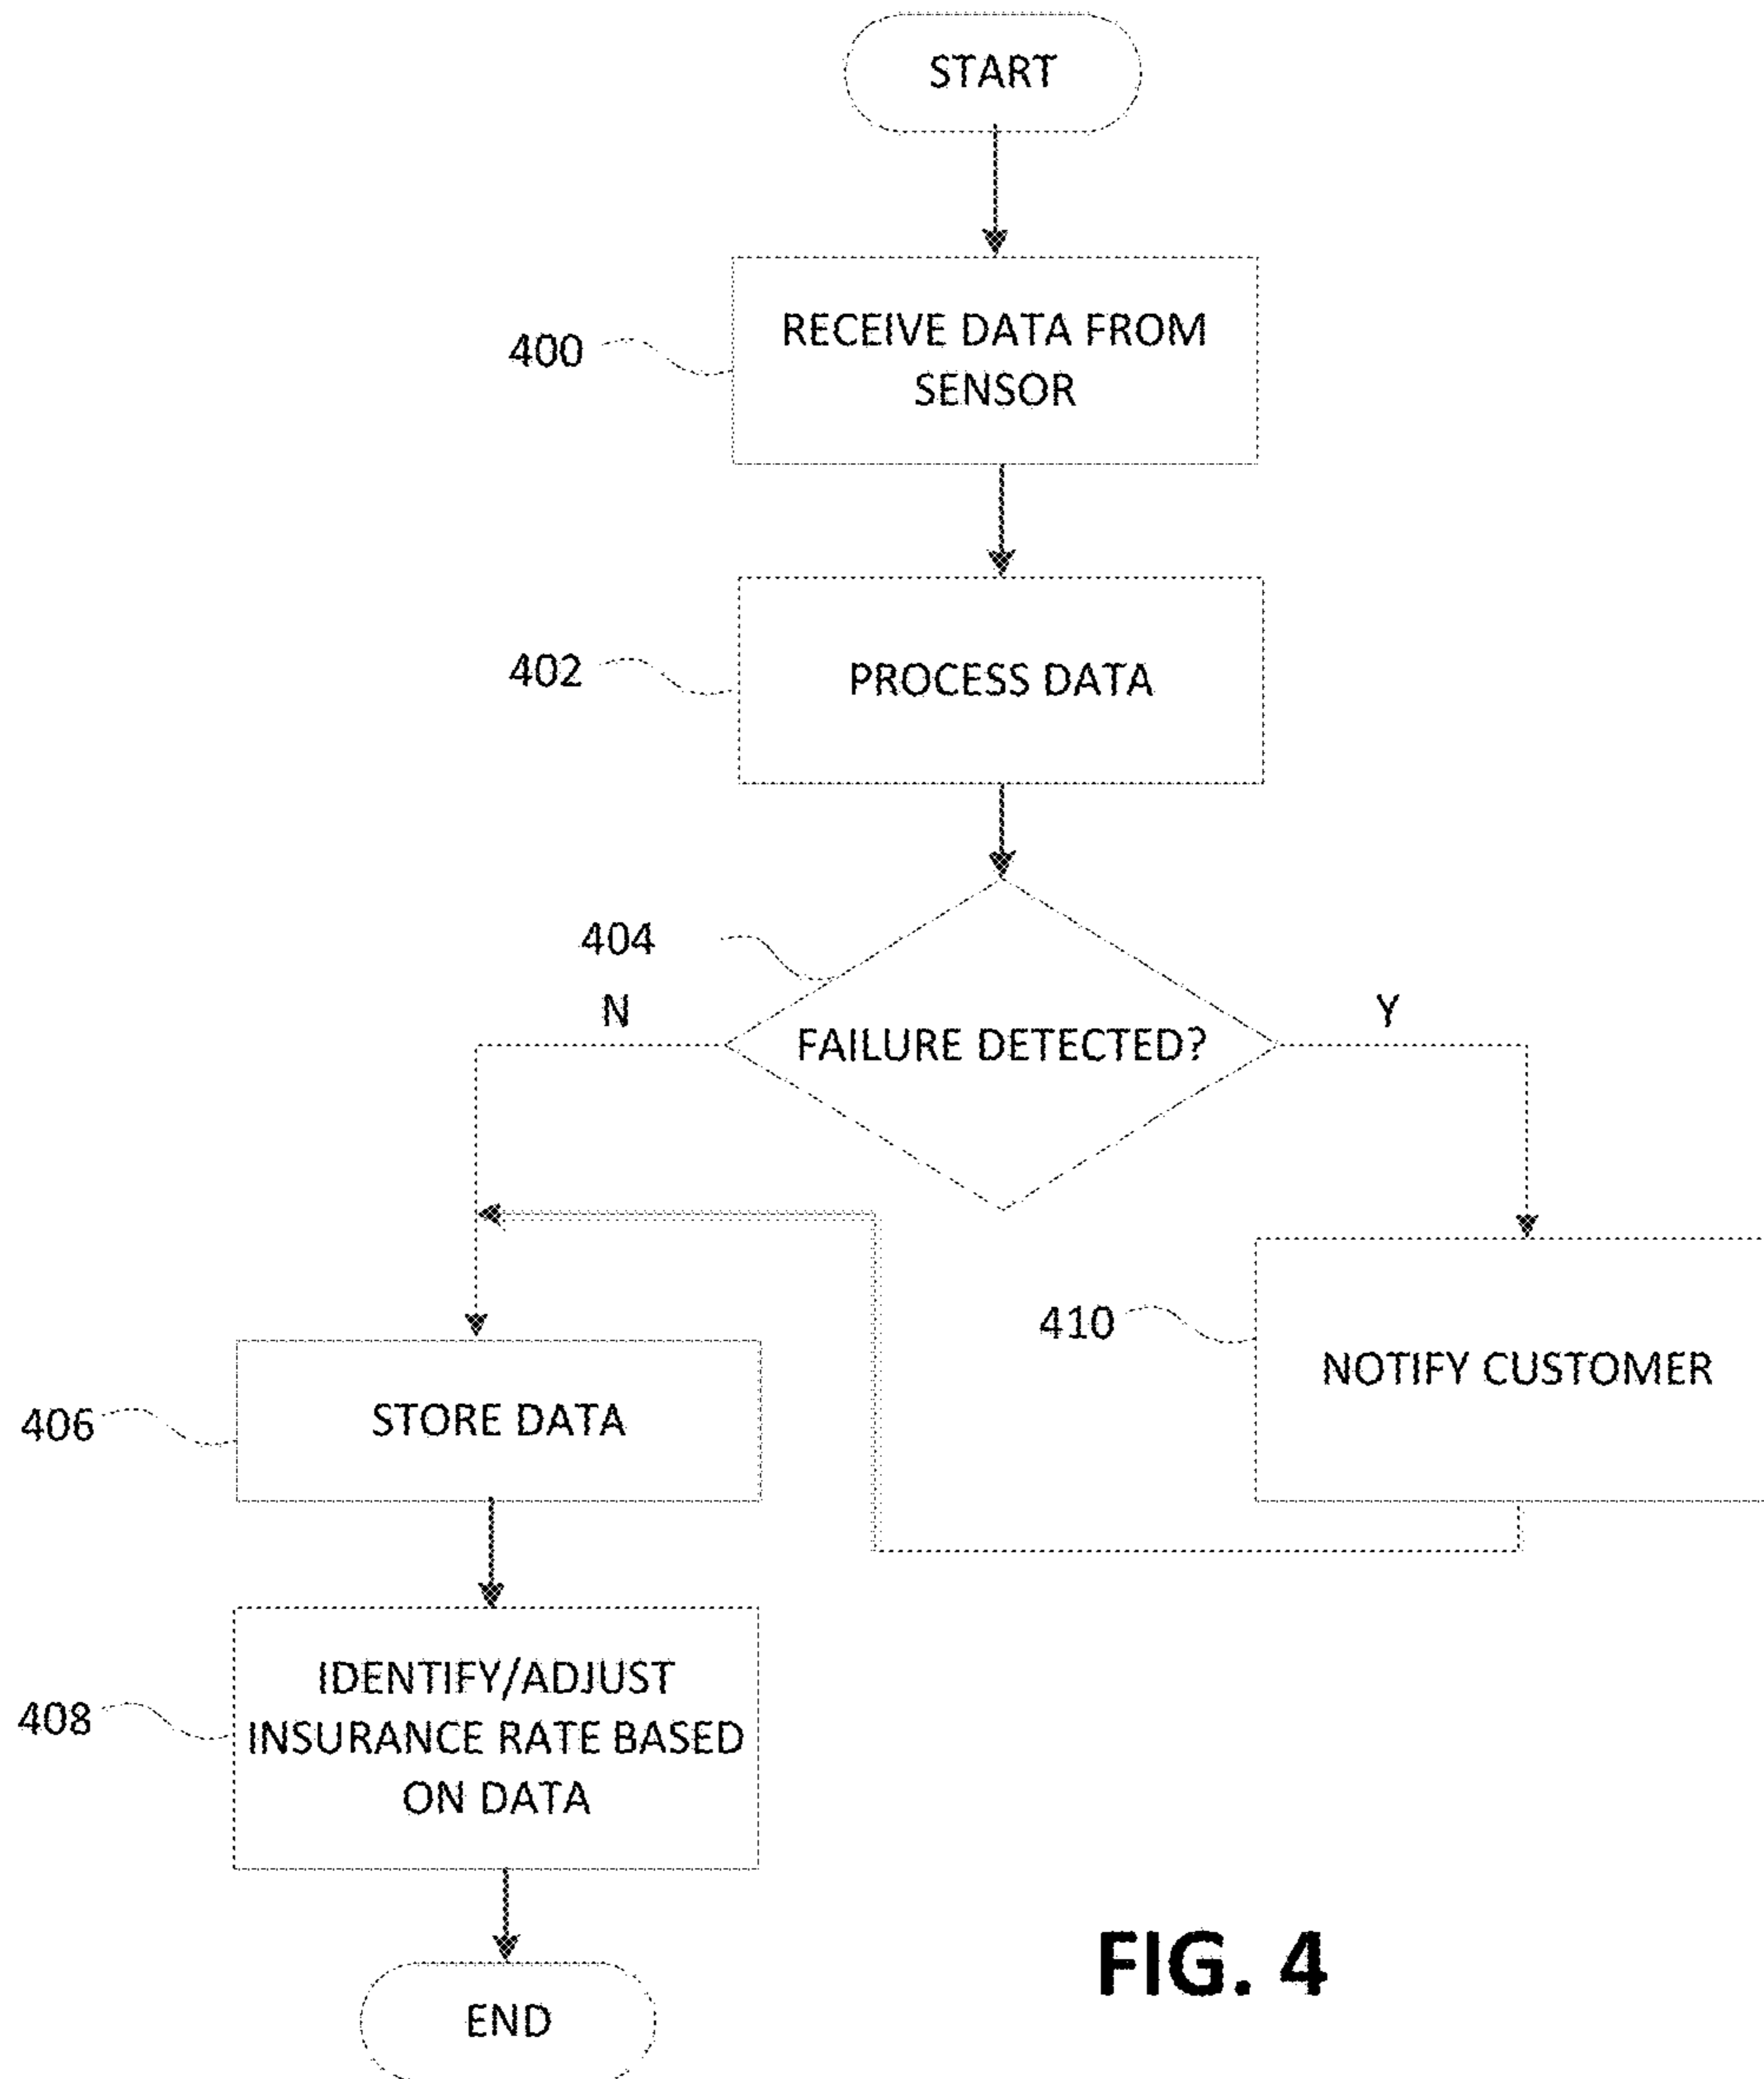 START
400
RECEIVE DATA FROM
SENSOR
402
PROCESS DATA
404
N
FAILURE DETECTED?
Y
410
NOTIFY CUSTOMER
406
STORE DATA
408
IDENTIFY/ADJUST
INSURANCE RATE BASED
ON DATA
END
FIG. 4